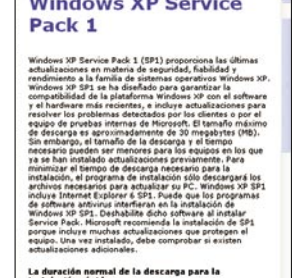 Windows XP Service
Pack 1
Windows XP Service Pack 1 (SP1) proporciona las últimas
actualizaciones en materia de seguridad, fiabilidad y
rendimiento a la familia de sistemas operativos Windows XP.
Windows XP SP1 se ha diseñado para garantizar la
compatibilidad de la plataforma Windows XP con el software
y el hardware más recientes, e incluye actualizaciones para
resolver los problemas detectados por los clientes o por el
equipo de pruebas internas de Microsoft. El tamaño máximo
de descarga es aproximadamente de 30 megabytes (MB).
Sin embargo, el tamaño de la descarga y el tiempo
necesario pueden ser menores para los equipos en los que
ya se han instalado actualizaciones previamente. Para
minimizar el tiempo de descarga necesario para la
instalación, el programa de instalación sólo descargará los
archivos necesarios para actualizar su PC. Windows XP SP1
incluye Internet Explorer 6 SP1. Puede que los programas
de software antivirus interfieran en la instalación de
Windows XP SP1. Deshabilite dicho software al instalar
Service Pack. Microsoft recomienda la instalación de SP1
porque incluye muchas actualizaciones que protegen el
equipo. Una vez instalado, debe comprobar si existen
actualizaciones adicionales.
La duración normal de la descarga para la